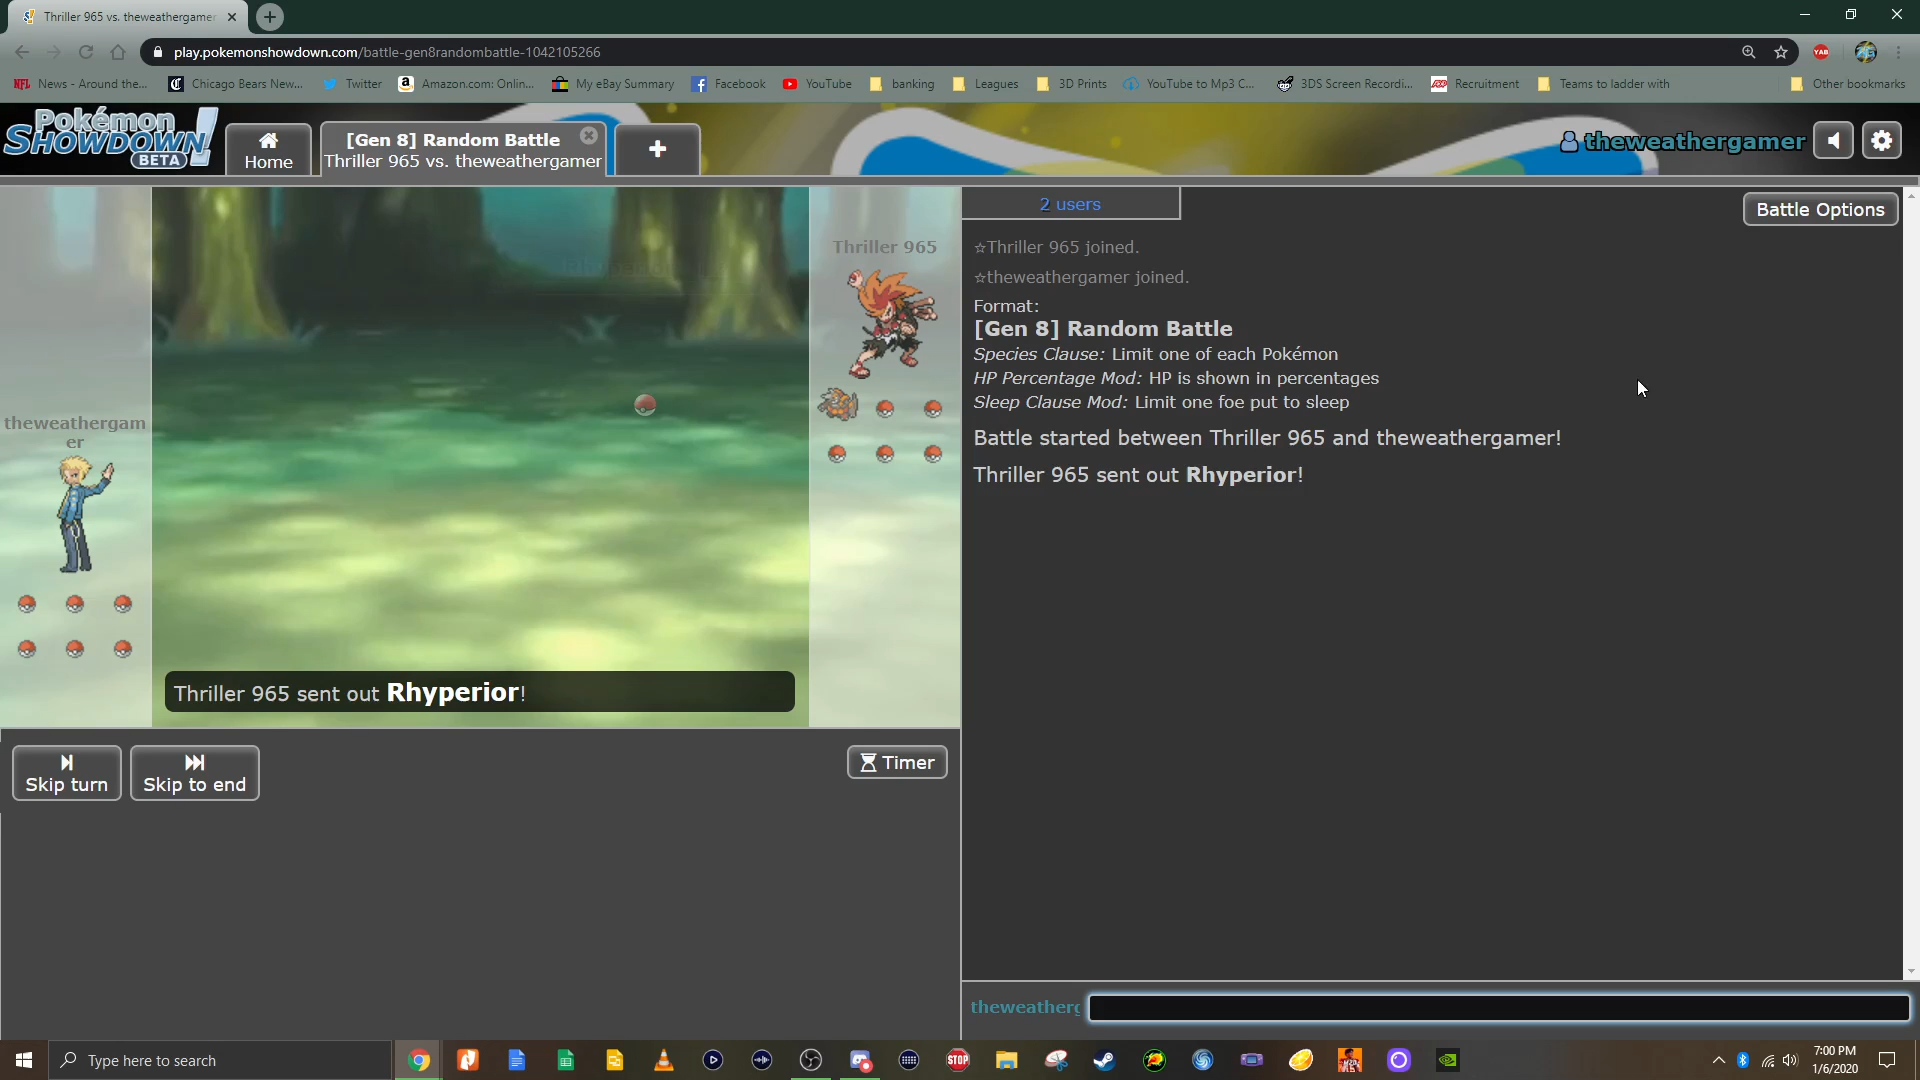 Thriller 965 vs. theweathergamer
play.pokemonshowdown.com/battle-gen8randombattle-1042105266
YAB
News - Around the...
Chicago Bears New...
Twitter
Amazon.com: Onlin...
My eBay Summary
Facebook
YouTube
banking
Leagues
3D Prints
YouTube to Mp3 C...
3DS Screen Recordi...
Recruitment
Teams to ladder with
Other bookmarks
Pokémon
SHOWDOWN!
BETA
Home
[Gen 8] Random Battle
Thriller 965 vs. theweathergamer
theweathergamer
2 users
Battle Options
Thriller 965
theweathergam
er
Thriller 965 sent out Rhyperior!
Skip turn
Skip to end
Timer
☆Thriller 965 joined.
☆theweathergamer joined.
Format:
[Gen 8] Random Battle
Species Clause: Limit one of each Pokémon
HP Percentage Mod: HP is shown in percentages
Sleep Clause Mod: Limit one foe put to sleep
Battle started between Thriller 965 and theweathergamer!
Thriller 965 sent out Rhyperior!
theweatherg
Type here to search
STOP
7:00 PM
1/6/2020